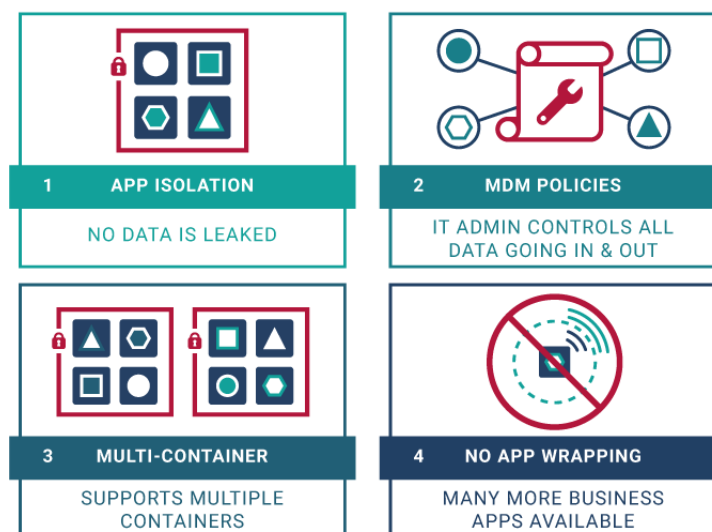 1 APP ISOLATION
NO DATA IS LEAKED
2 MDM POLICIES
IT ADMIN CONTROLS ALL
DATA GOING IN & OUT
3 MULTI-CONTAINER
SUPPORTS MULTIPLE
CONTAINERS
4 NO APP WRAPPING
MANY MORE BUSINESS
APPS AVAILABLE